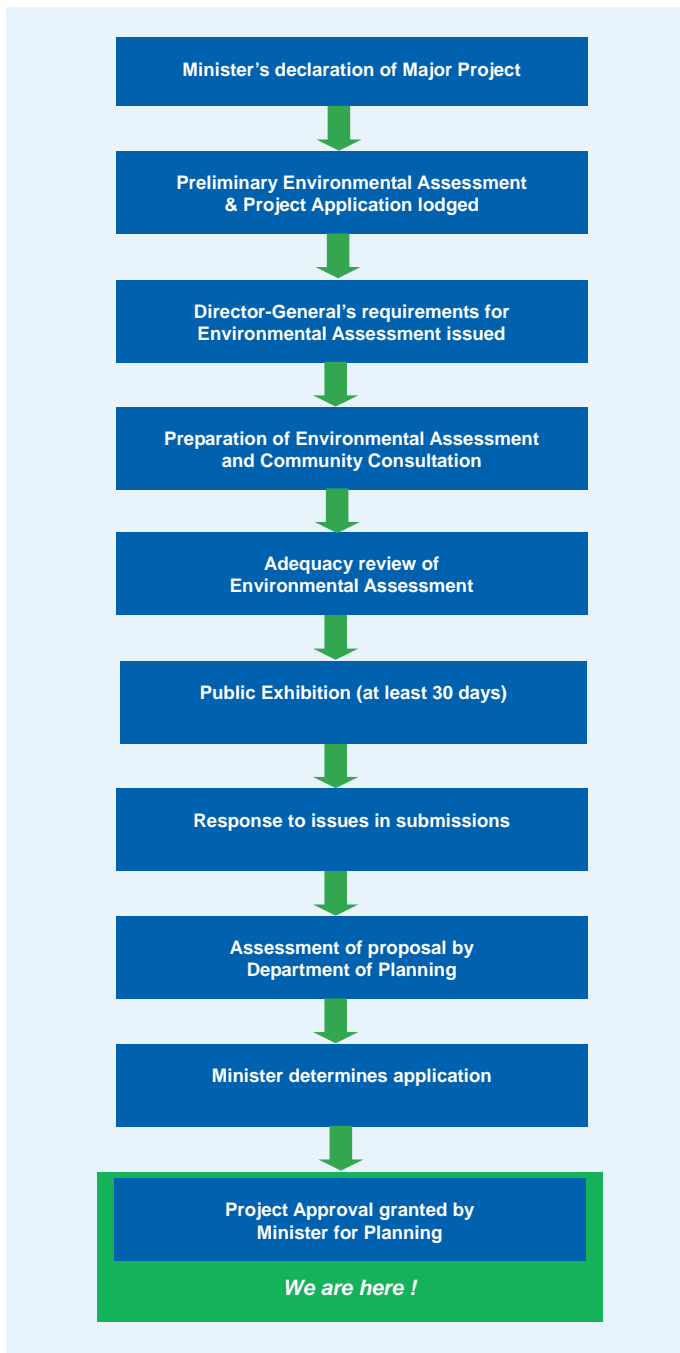 Minister’s declaration of Major Project
Preliminary Environmental Assessment
& Project Application lodged
Director-General’s requirements for
Environmental Assessment issued
Preparation of Environmental Assessment
and Community Consultation
Adequacy review of
Environmental Assessment
Public Exhibition (at least 30 days)
Response to issues in submissions
Assessment of proposal by
Department of Planning
Minister determines application
Project Approval granted by
Minister for Planning
We are here !